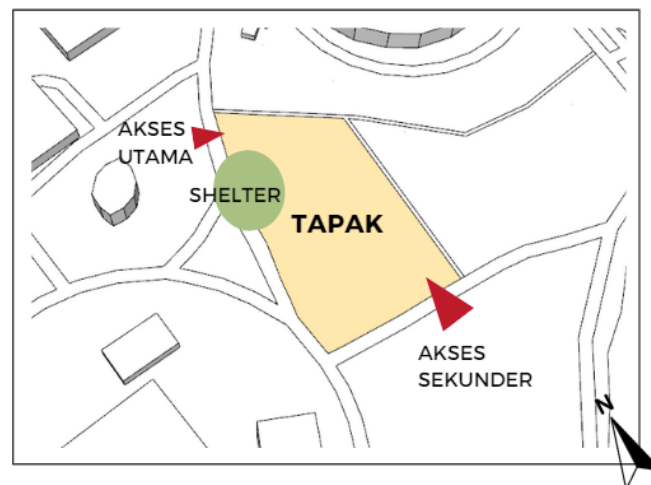 AKSES
UTAMA
SHELTER
TAPAK
AKSES
SEKUNDER
N